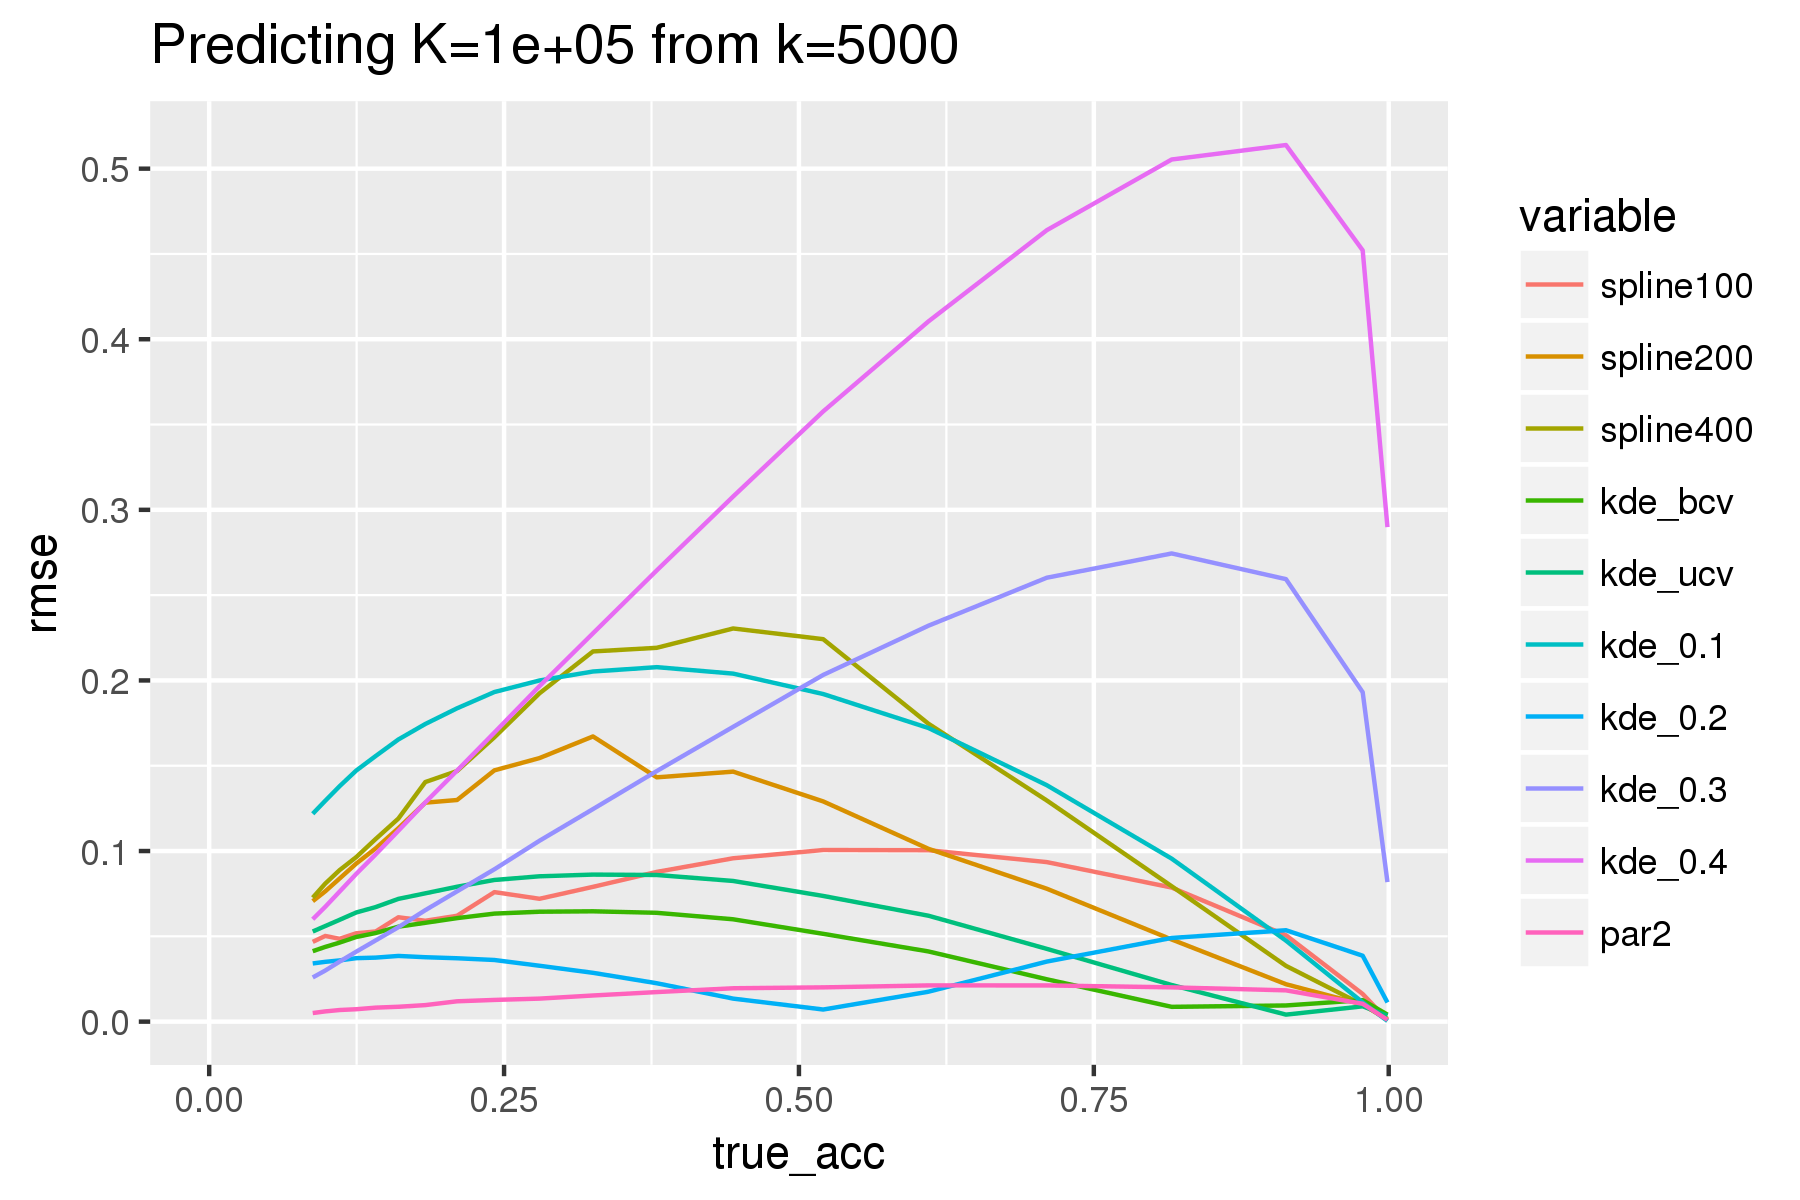 Predicting K=1e+05 from k=5000
rmse
0.5
0.4
0.3
0.2
0.1
0.0
0.00 0.25 0.50 0.75 1.00
true_acc
variable
spline100
spline200
spline400
kde_bcv
kde_ucv
kde_0.1
kde_0.2
kde_0.3
kde_0.4
par2